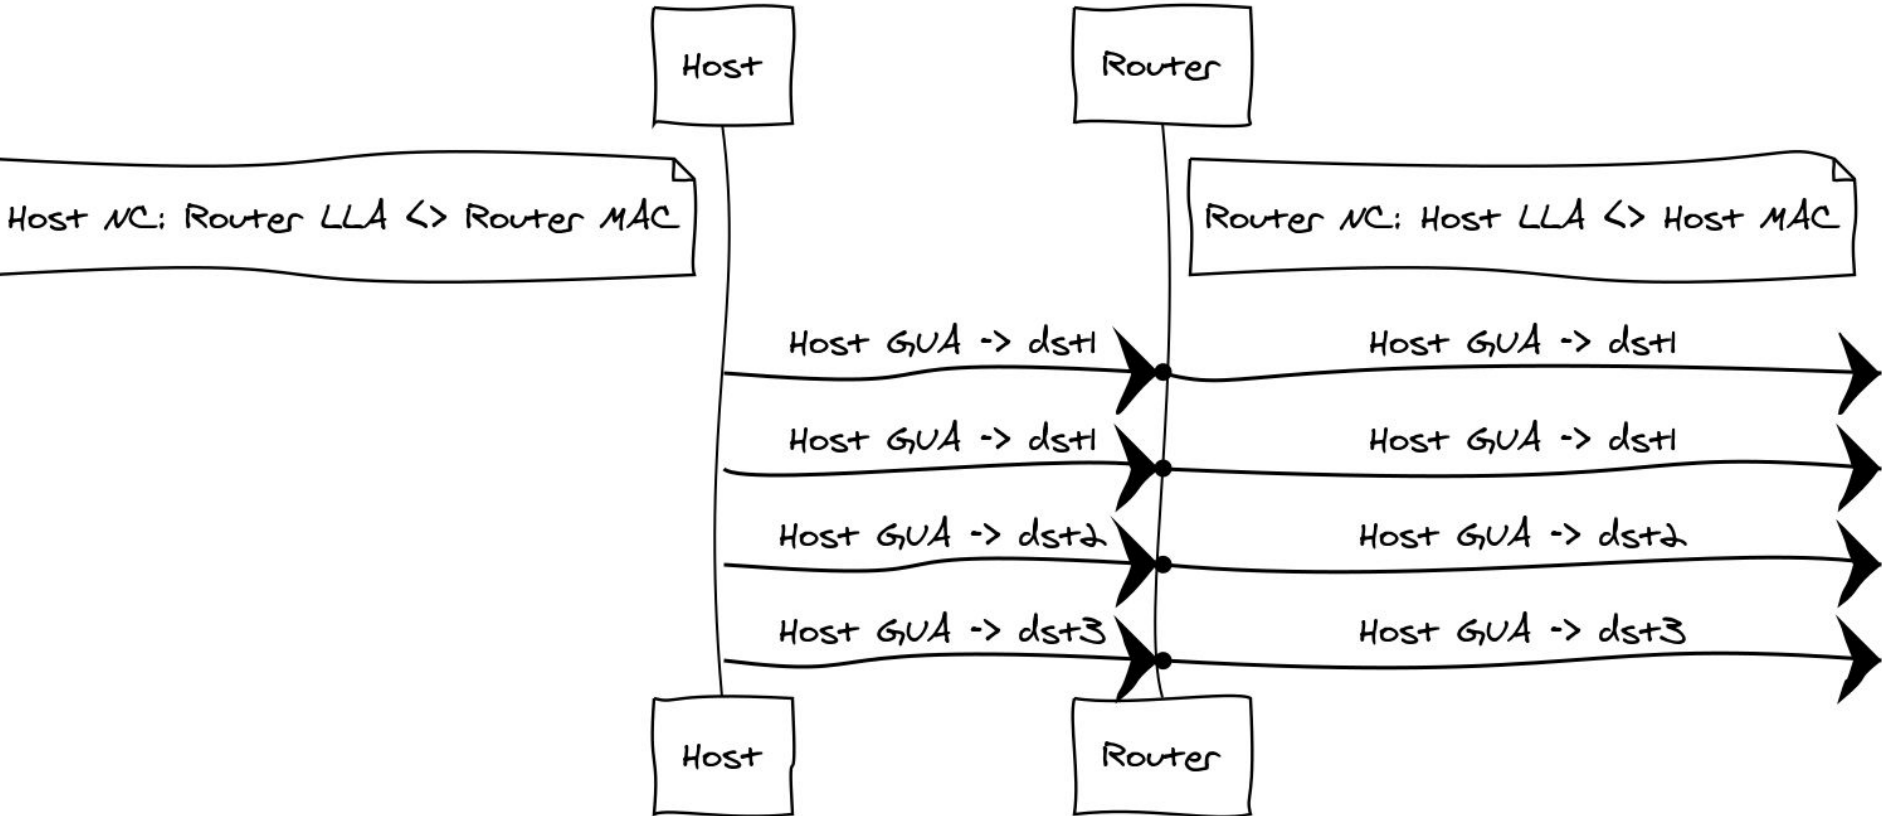 Host
Router
Host NC: Router LLA <> Router MAC
Router NC: Host LLA <> Host MAC
Host GUA -> dst1
Host GUA -> dst1
Host GUA -> dst1
Host GUA -> dst1
Host GUA -> dst2
Host GUA -> dst2
Host GUA -> dst3
Host GUA -> dst3
Host
Router